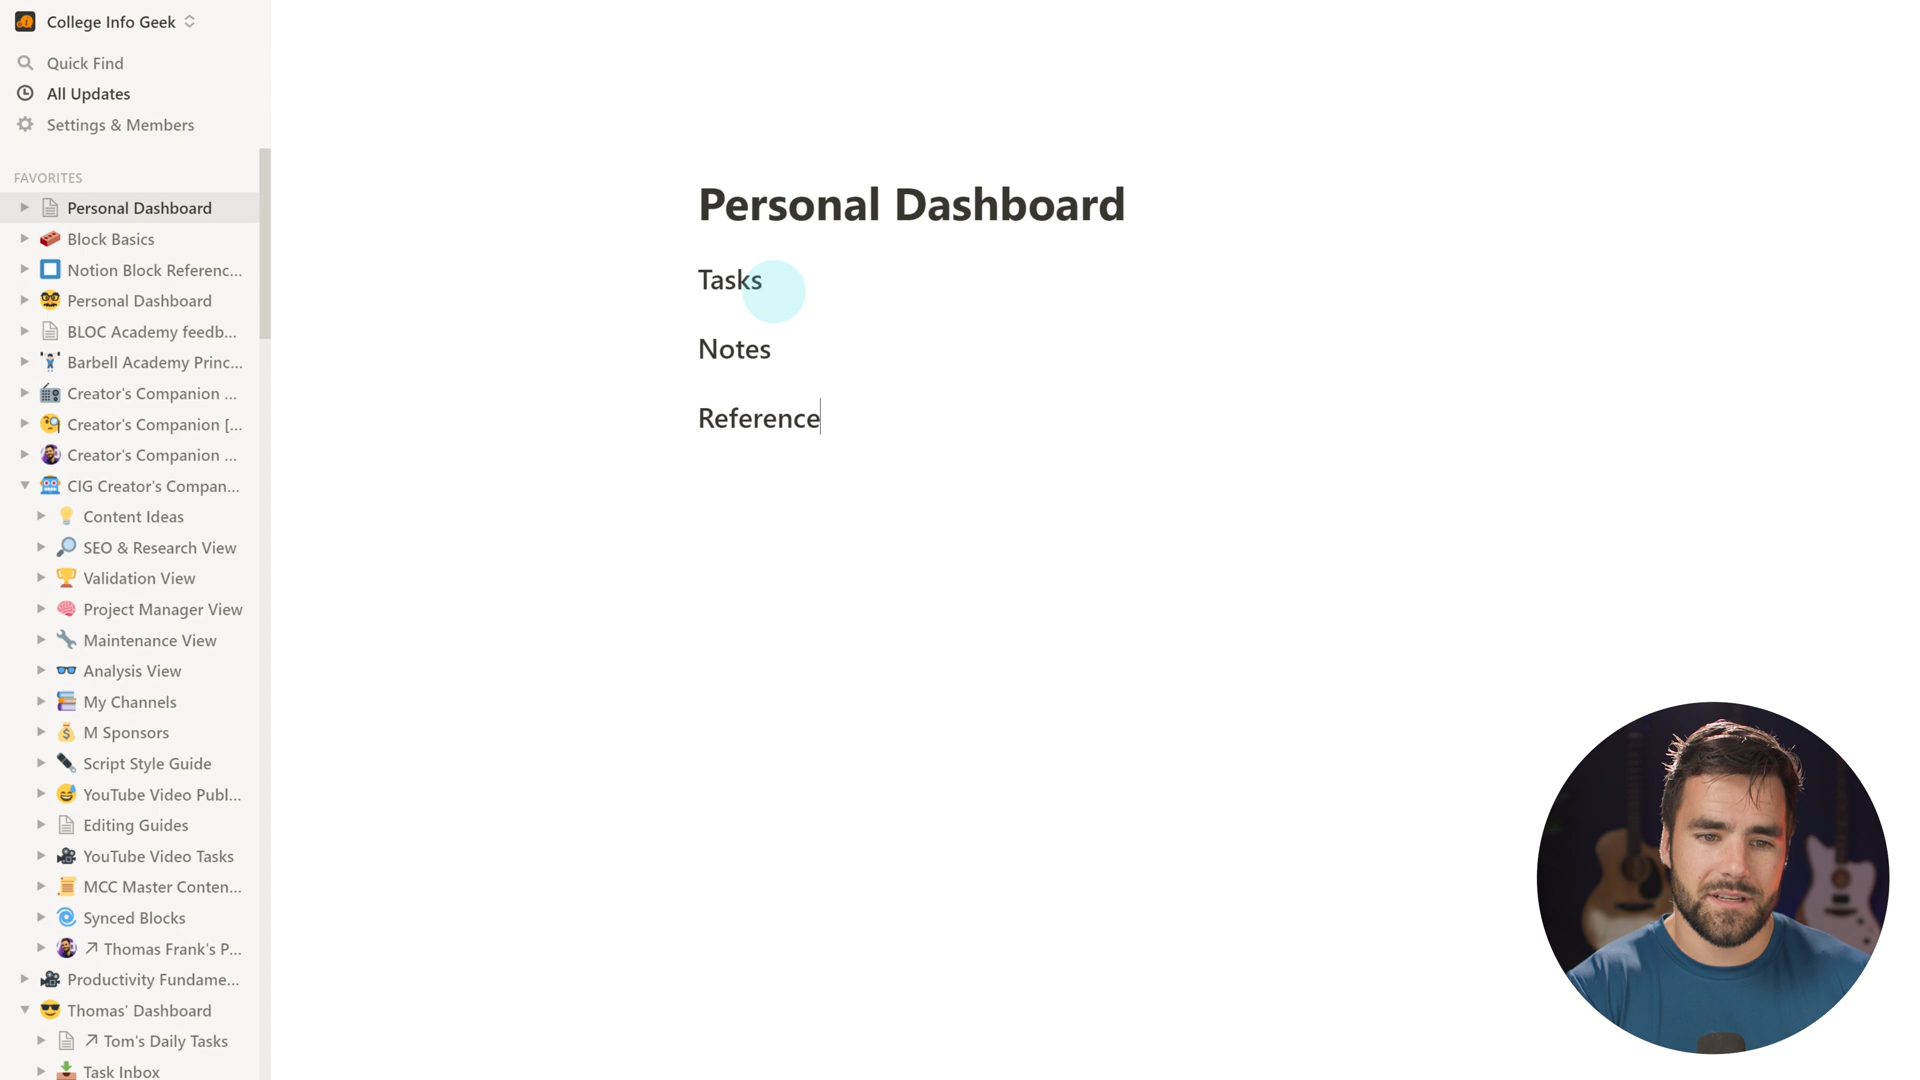 College Info Geek
Quick Find
All Updates
Settings & Members
FAVORITES
Personal Dashboard
Block Basics
Notion Block Referenc...
Personal Dashboard
BLOC Academy feedb...
Barbell Academy Princ...
Creator's Companion ...
Creator's Companion [...
Creator's Companion ...
CIG Creator's Compan...
Content Ideas
SEO & Research View
Validation View
Project Manager View
Maintenance View
Analysis View
My Channels
M Sponsors
Script Style Guide
YouTube Video Publ...
Editing Guides
YouTube Video Tasks
MCC Master Conten...
Synced Blocks
Thomas Frank's P...
Productivity Fundame...
Thomas' Dashboard
Tom's Daily Tasks
Task Inbox
Personal Dashboard
Tasks
Notes
Reference